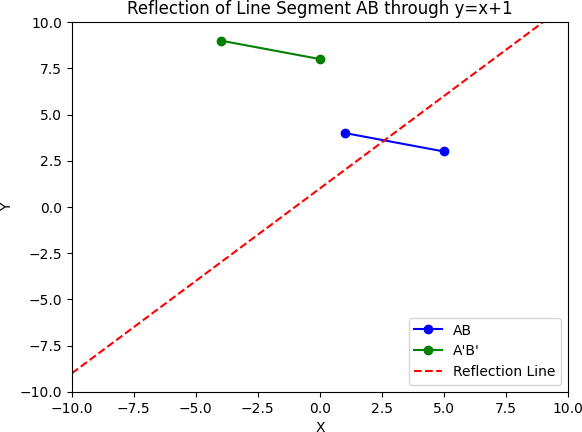 Reflection of Line Segment AB through y=x+1
10.0
7.5
5.0
2.5
0.0
−2.5
−5.0
−7.5
−10.0
Y
−10.0 −7.5 −5.0 −2.5 0.0 2.5 5.0 7.5 10.0
X
AB
A'B'
Reflection Line